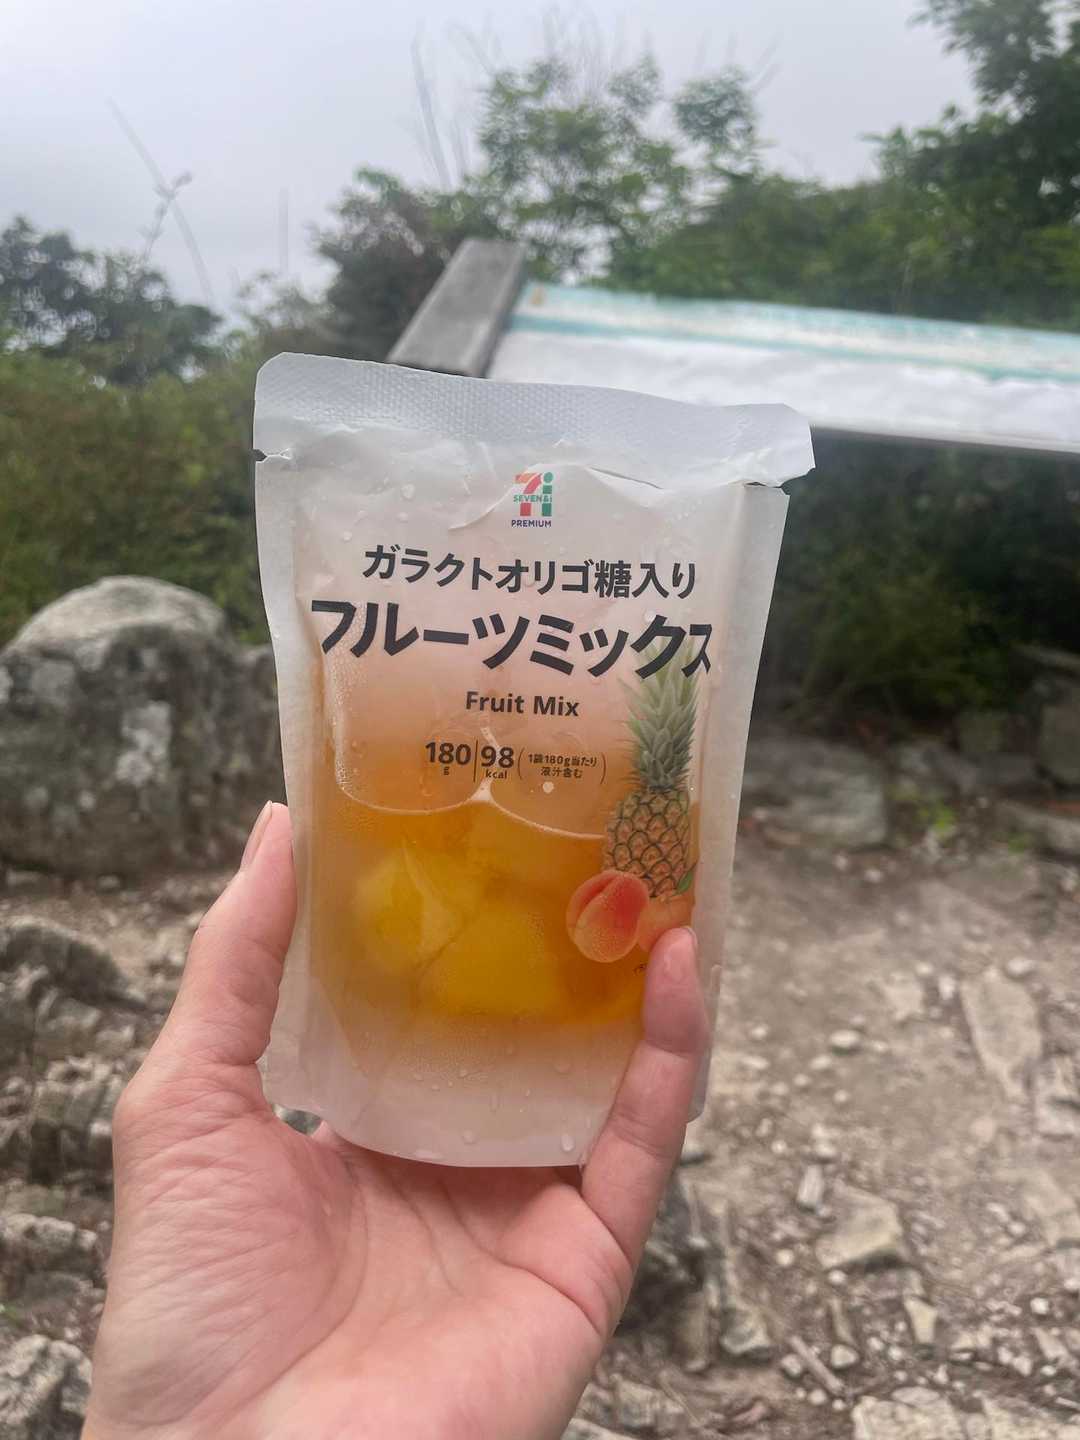 7i
SEVEN&i
PREMIUM
ガラクトオリゴ糖入り
フルーツミックス
Fruit Mix
180g 98kcal (1袋180g当たり
液汁含む)